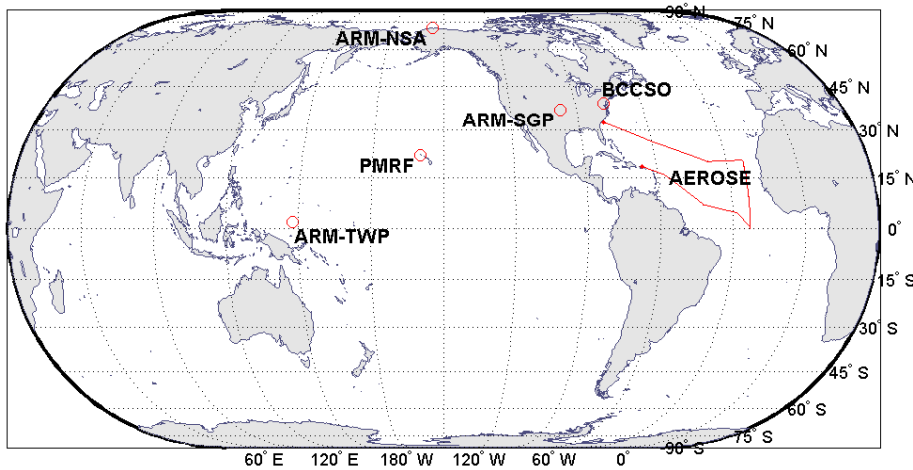 90° N
75° N
ARM-NSA
60° N
BCCSO
45° N
ARM-SGP
30° N
PMRF
AEROSE
15° N
ARM-TWP
0°
15° S
30° S
45° S
60° S
75° S
90° S
60° E 120° E 180° W 120° W 60° W 0°